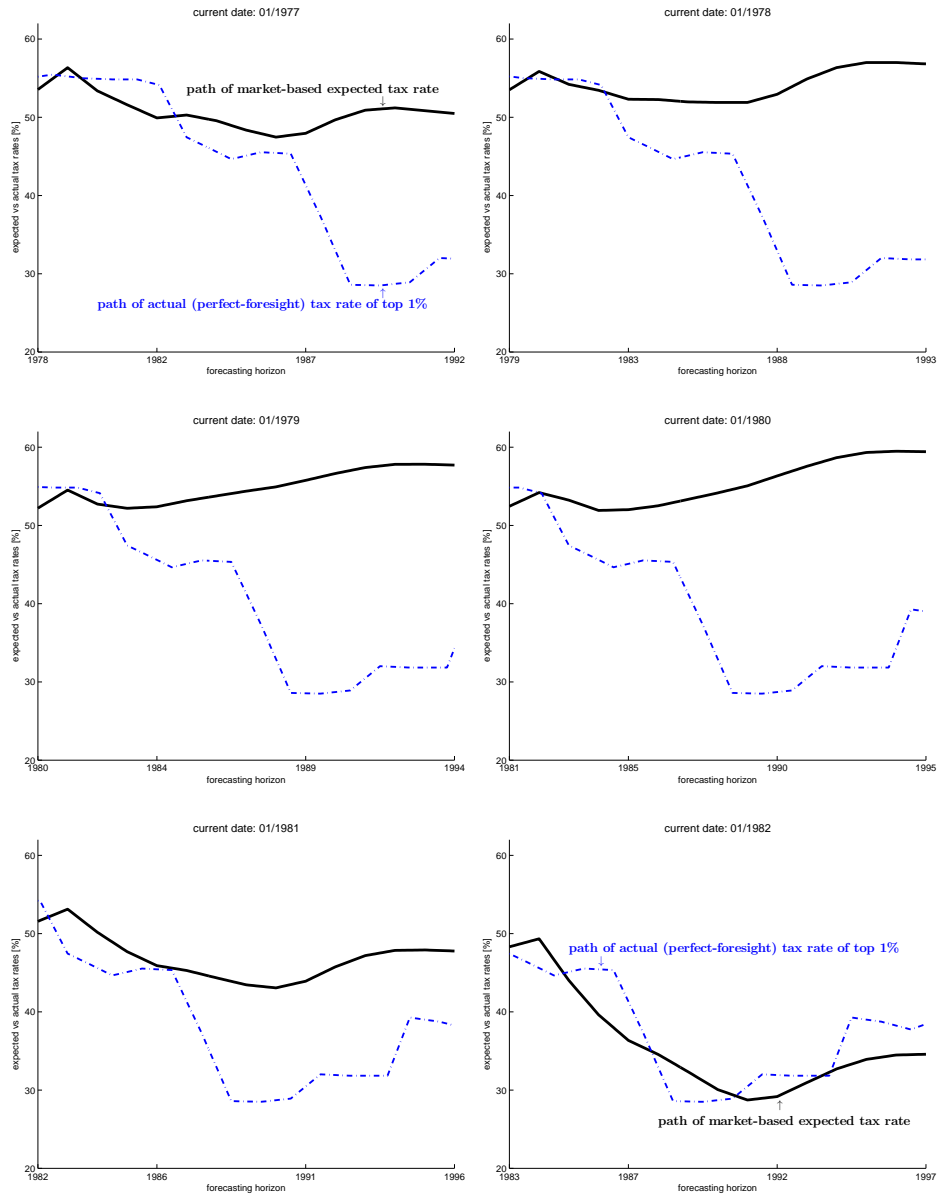 current date: 01/1977
60
50
40
30
20
expected vs actual tax rates [%]
path of market-based expected tax rate
↓
↑
path of actual (perfect-foresight) tax rate of top 1%
1978 1982 1987 1992
forecasting horizon
current date: 01/1978
60
50
40
30
20
expected vs actual tax rates [%]
1979 1983 1988 1993
forecasting horizon
current date: 01/1979
60
50
40
30
20
expected vs actual tax rates [%]
1980 1984 1989 1994
forecasting horizon
current date: 01/1980
60
50
40
30
20
expected vs actual tax rates [%]
1981 1985 1990 1995
forecasting horizon
current date: 01/1981
60
50
40
30
20
expected vs actual tax rates [%]
1982 1986 1991 1996
forecasting horizon
current date: 01/1982
60
50
40
30
20
expected vs actual tax rates [%]
path of actual (perfect-foresight) tax rate of top 1%
↓
↑
path of market-based expected tax rate
1983 1987 1992 1997
forecasting horizon